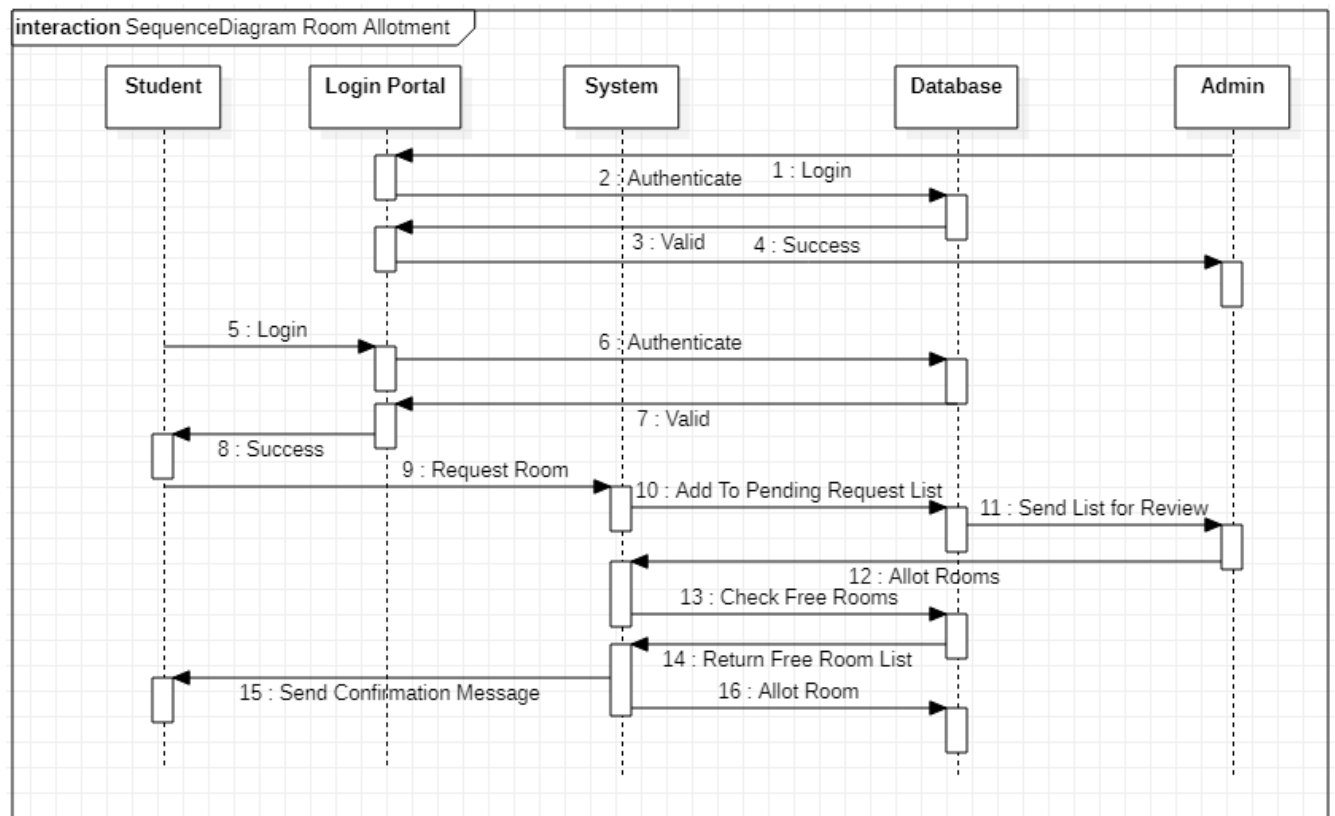 interaction SequenceDiagram Room Allotment
Student
Login Portal
System
Database
Admin
1 : Login
2 : Authenticate
3 : Valid
4 : Success
5 : Login
6 : Authenticate
7 : Valid
8 : Success
9 : Request Room
10 : Add To Pending Request List
11 : Send List for Review
12 : Allot Rooms
13 : Check Free Rooms
14 : Return Free Room List
15 : Send Confirmation Message
16 : Allot Room